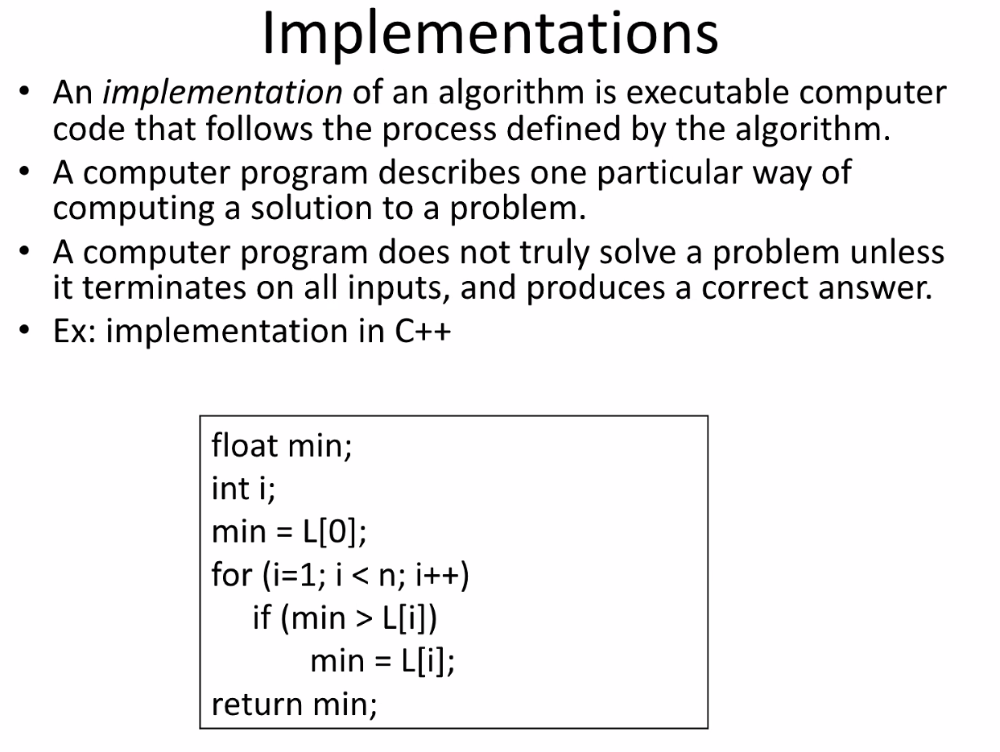 Implementations
• An implementation of an algorithm is executable computer
code that follows the process defined by the algorithm.
• A computer program describes one particular way of
computing a solution to a problem.
• A computer program does not truly solve a problem unless
it terminates on all inputs, and produces a correct answer.
• Ex: implementation in C++
float min;
int i;
min = L[0];
for (i=1; i < n; i++)
if (min > L[i])
min = L[i];
return min;